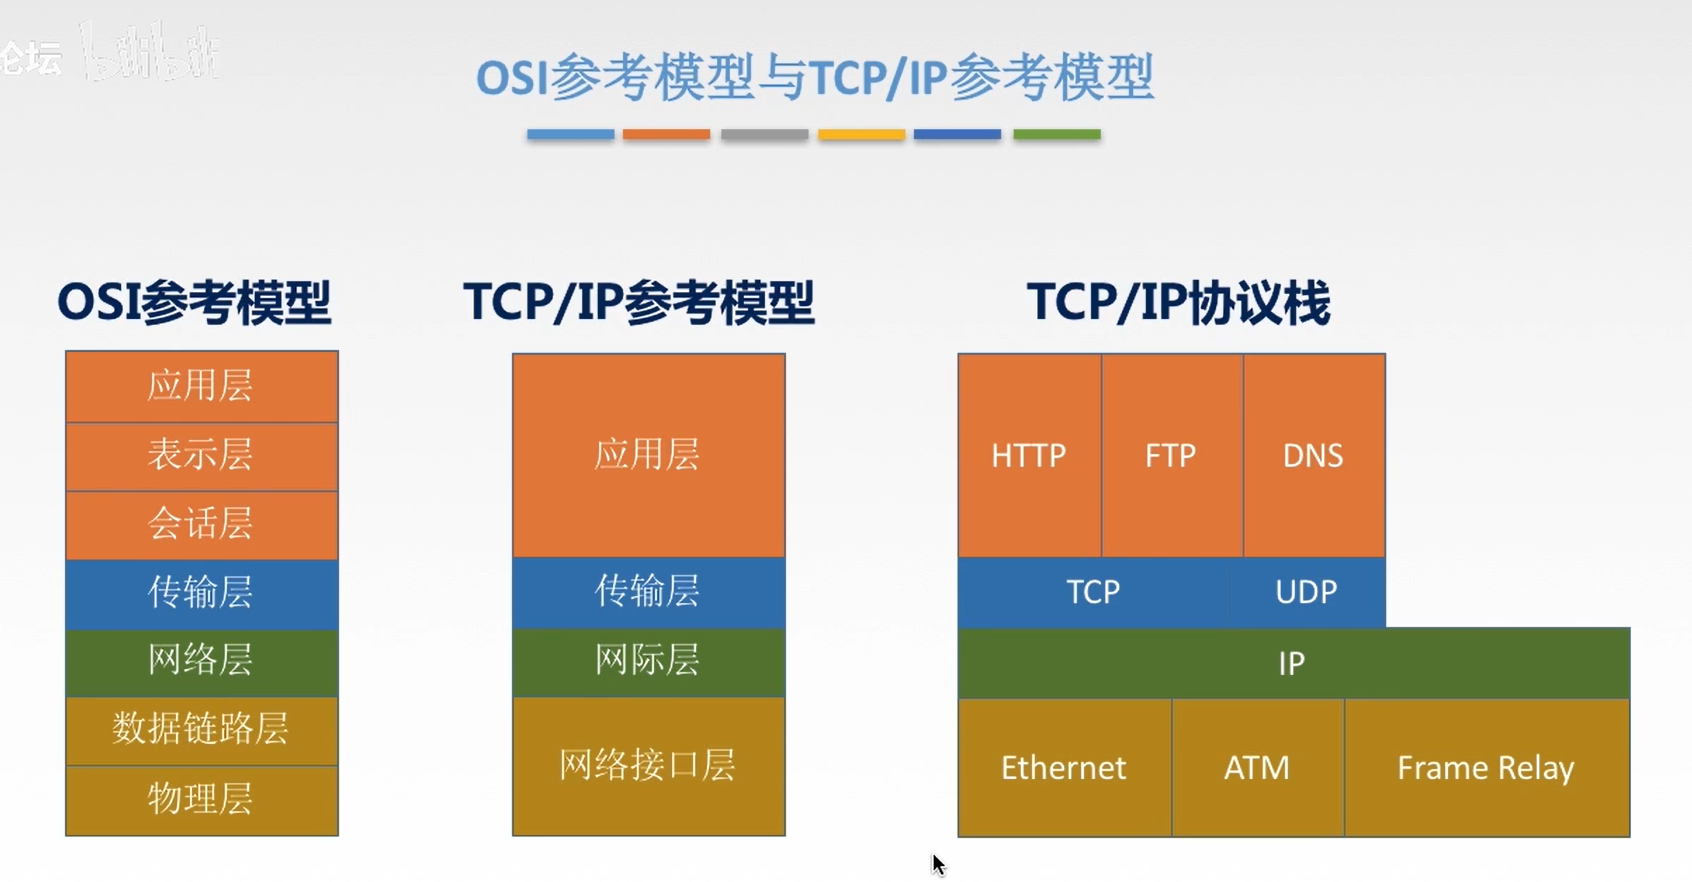 论坛 bilibili
OSI参考模型与TCP/IP参考模型
OSI参考模型
应用层
表示层
会话层
传输层
网络层
数据链路层
物理层
TCP/IP参考模型
应用层
传输层
网际层
网络接口层
TCP/IP协议栈
HTTP FTP DNS
TCP UDP
IP
Ethernet ATM Frame Relay